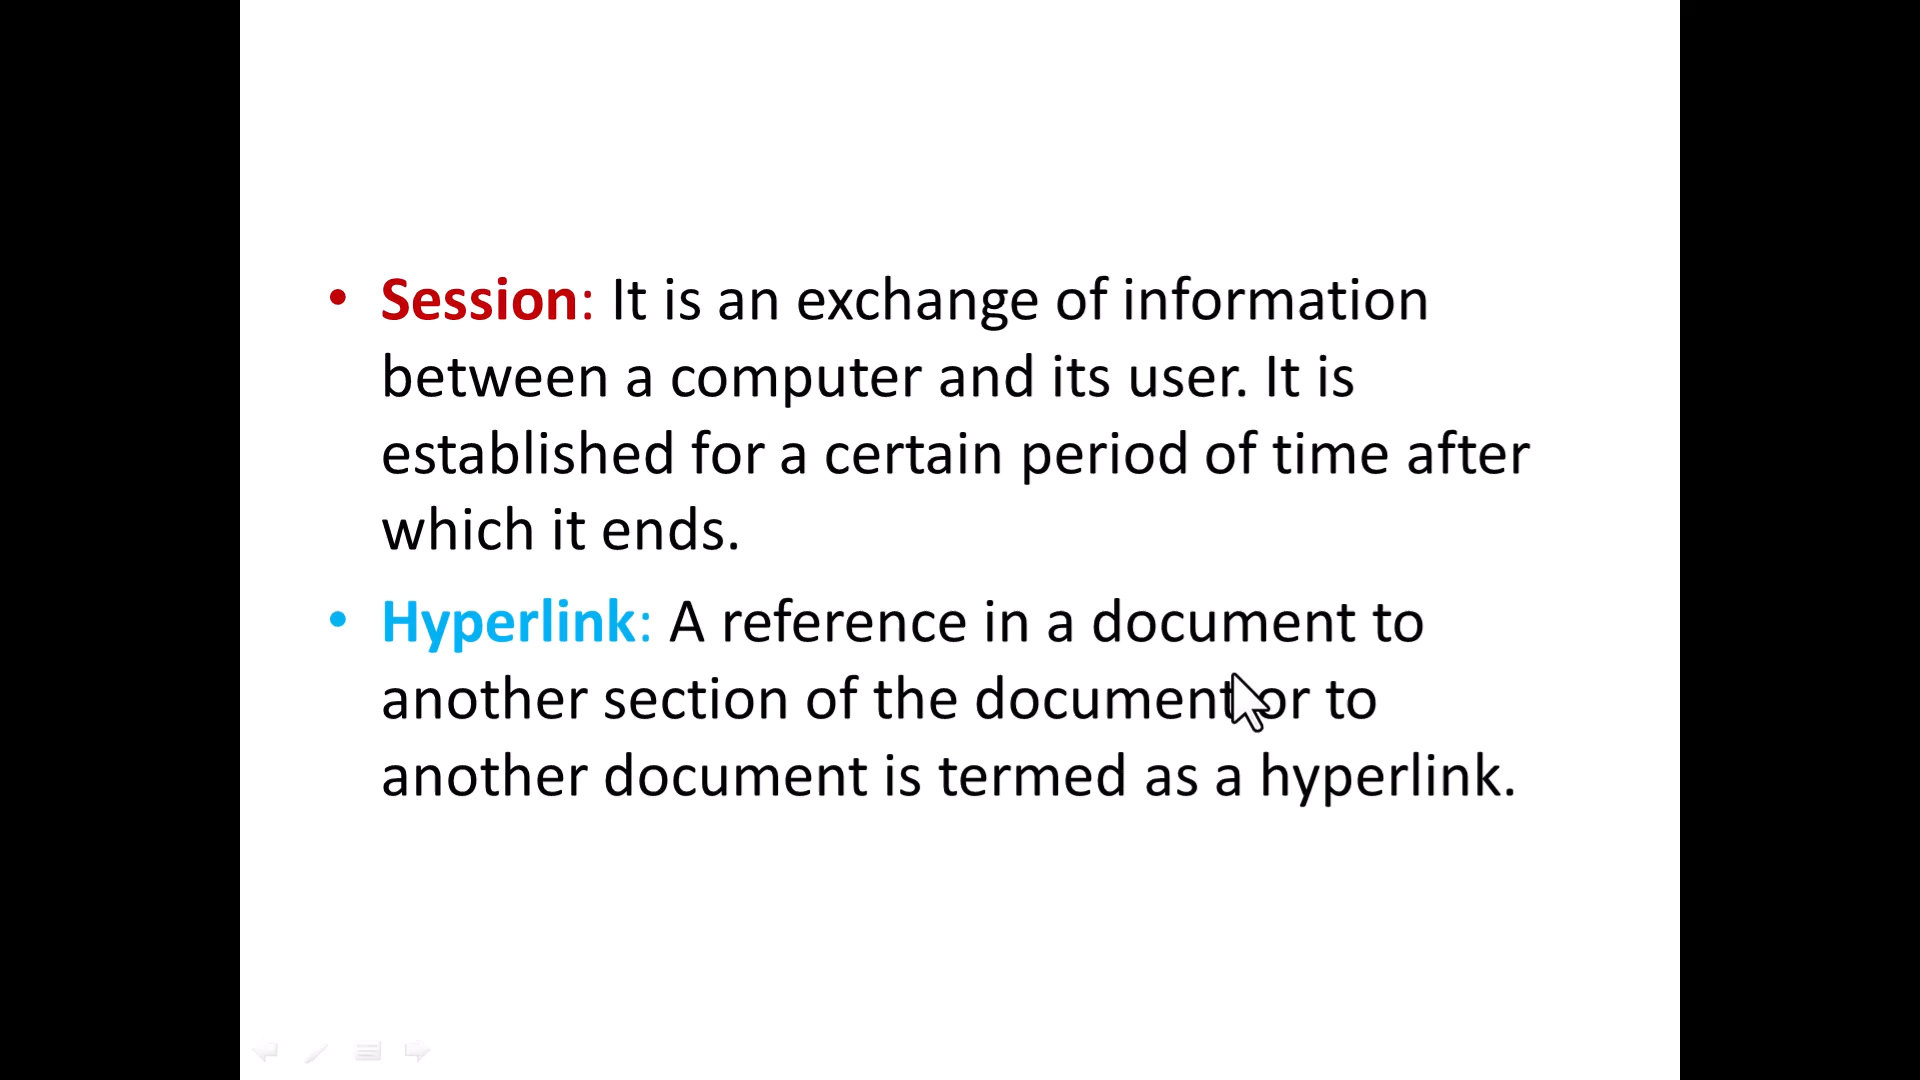 • Session: It is an exchange of information
between a computer and its user. It is
established for a certain period of time after
which it ends.
• Hyperlink: A reference in a document to
another section of the document or to
another document is termed as a hyperlink.